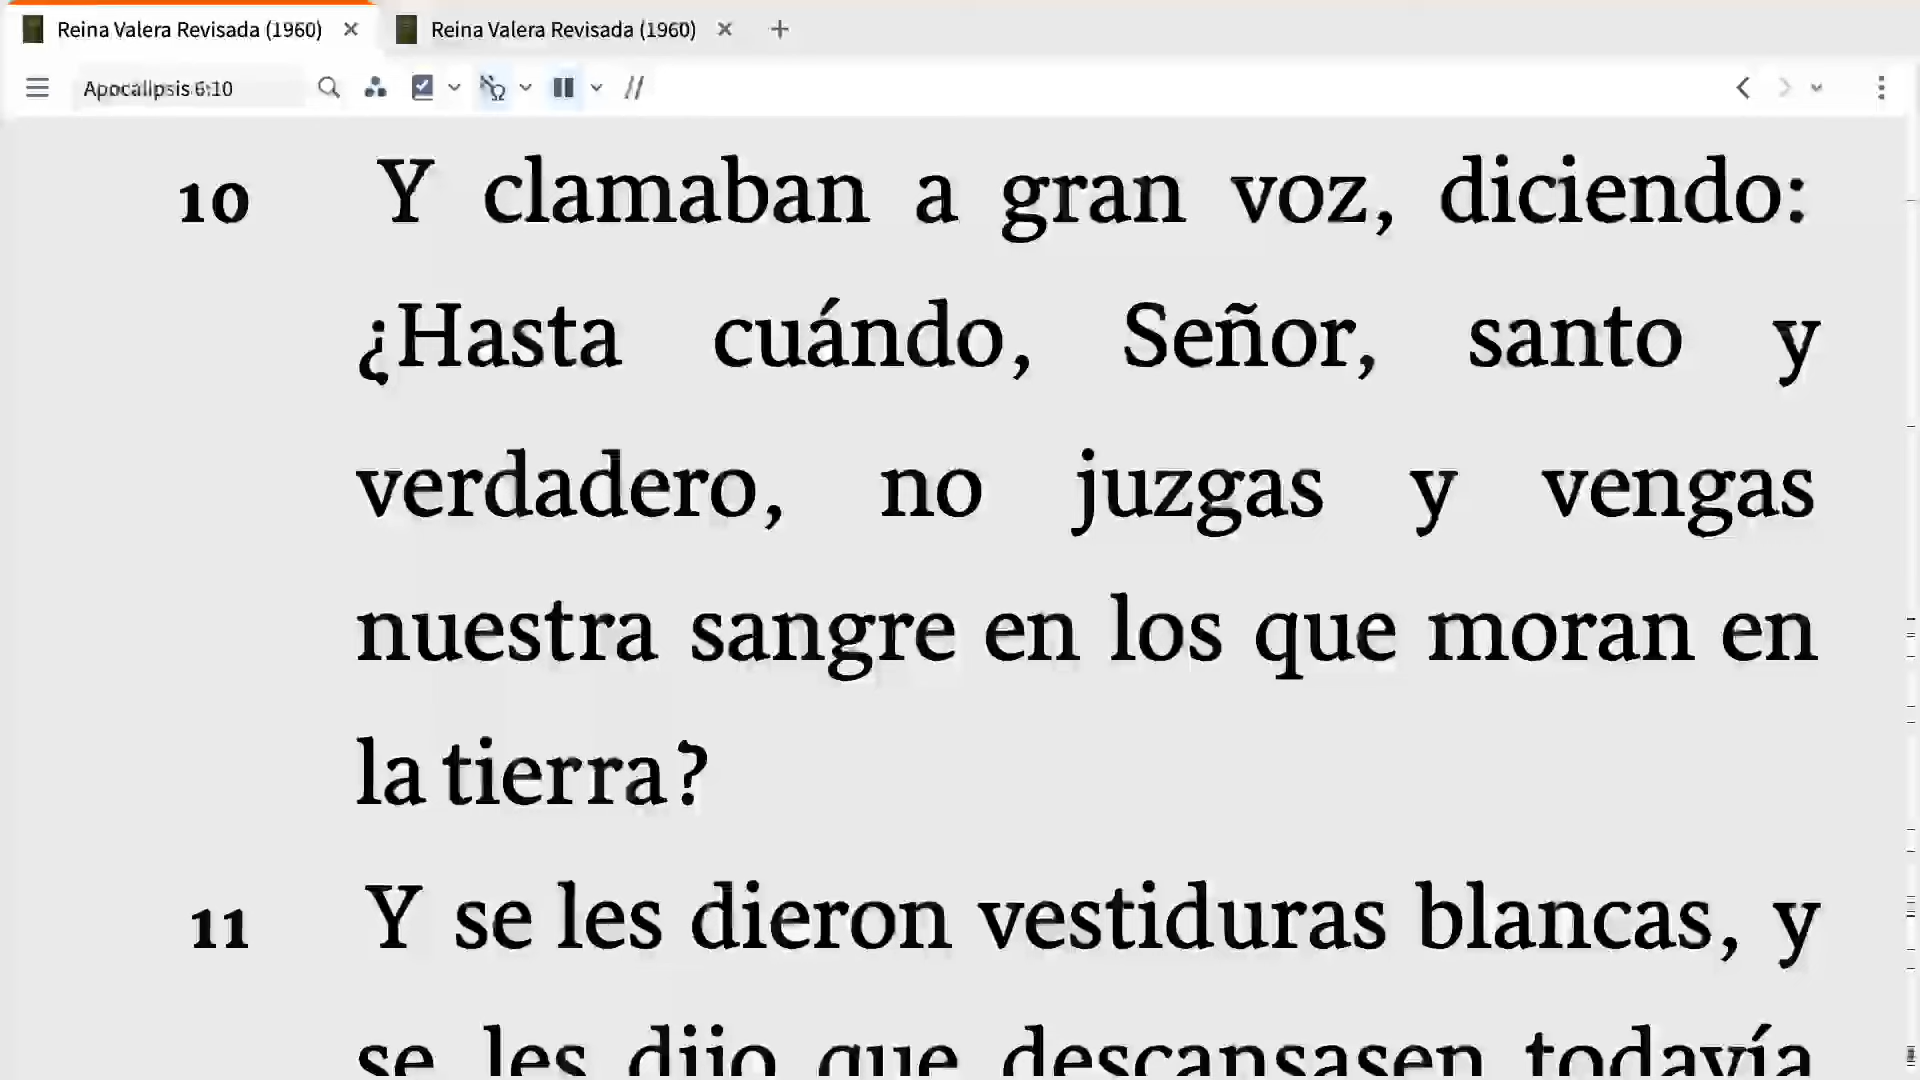 Reina Valera Revisada (1960) Reina Valera Revisada (1960)
Apocalipsis 6:10
10 Y clamaban a gran voz, diciendo:
¿Hasta cuándo, Señor, santo y
verdadero, no juzgas y vengas
nuestra sangre en los que moran en
la tierra?
11 Y se les dieron vestiduras blancas, y
se les dijo que descansasen todavía